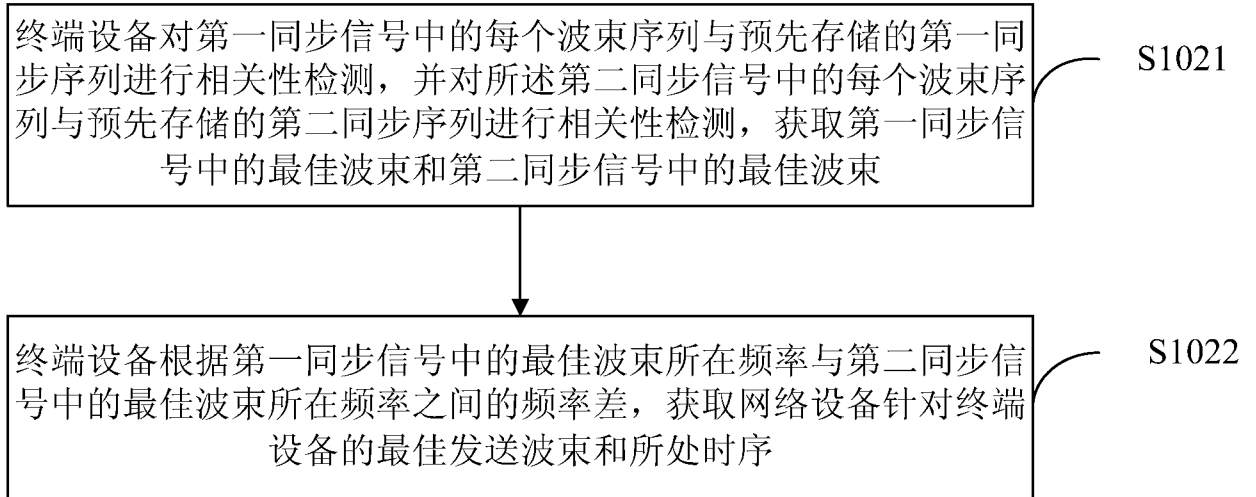 终端设备对第一同步信号中的每个波束序列与预先存储的第一同
步序列进行相关性检测，并对所述第二同步信号中的每个波束序
列与预先存储的第二同步序列进行相关性检测，获取第一同步信
号中的最佳波束和第二同步信号中的最佳波束
S1021
终端设备根据第一同步信号中的最佳波束所在频率与第二同步信
号中的最佳波束所在频率之间的频率差，获取网络设备针对终端
设备的最佳发送波束和所处时序
S1022